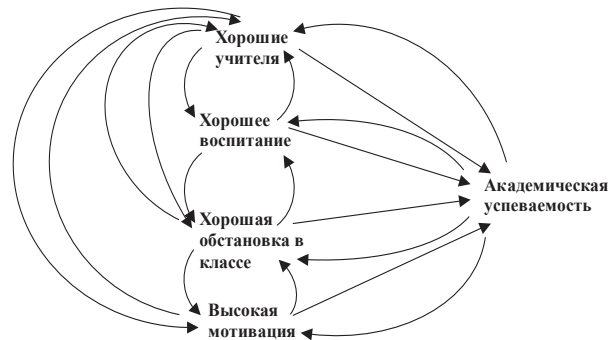 Хорошие
учителя
Хорошее
воспитание
Академическая
успеваемость
Хорошая
обстановка в
классе
Высокая
мотивация